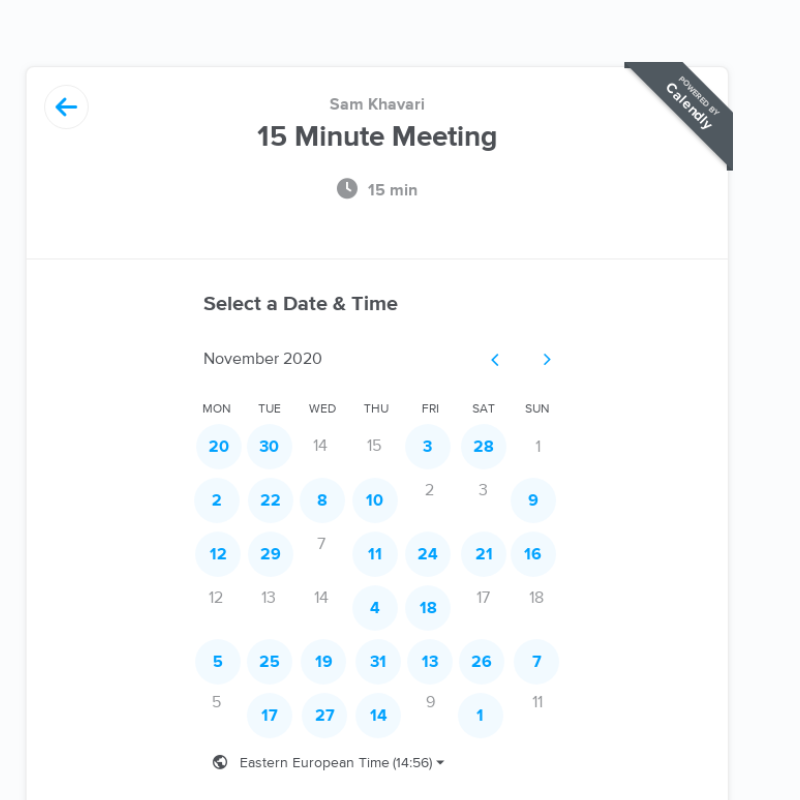 POWERED BY
Calendly
Sam Khavari
15 Minute Meeting
15 min
Select a Date & Time
November 2020
MON TUE WED THU FRI SAT SUN
20 30 14 15 3 28 1
2 22 8 10 2 3 9
12 29 7 11 24 21 16
12 13 14 4 18 17 18
5 25 19 31 13 26 7
5 17 27 14 9 1 11
Eastern European Time (14:56)